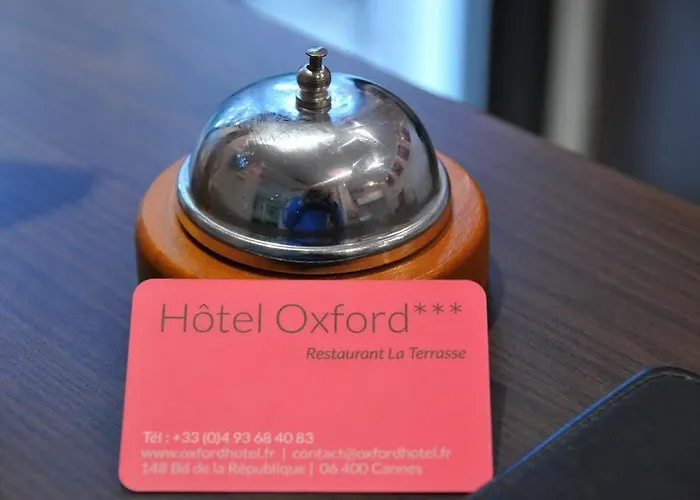 Hôtel Oxford***
Restaurant La Terrasse
Tél : +33 (0)4 93 68 40 83
www.oxfordhotel.fr | contact@oxfordhotel.fr
148 Bd de la République | 06 400 Cannes